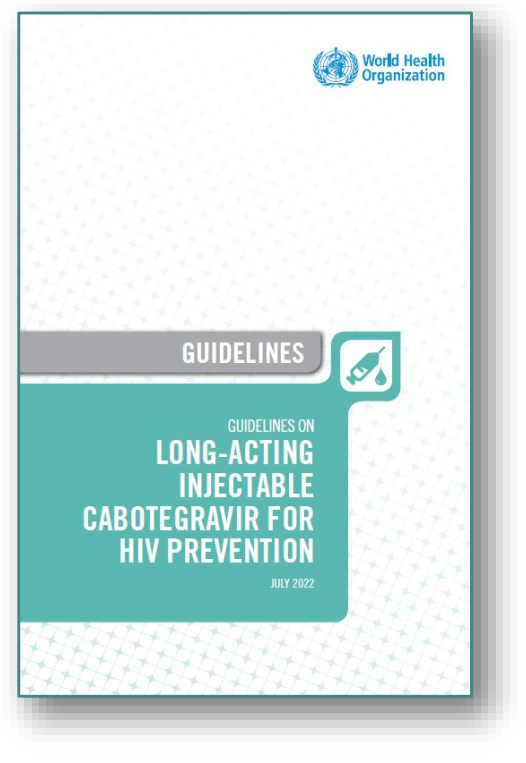 World Health
Organization
GUIDELINES
GUIDELINES ON
LONG-ACTING
INJECTABLE
CABOTEGRAVIR FOR
HIV PREVENTION
JULY 2022